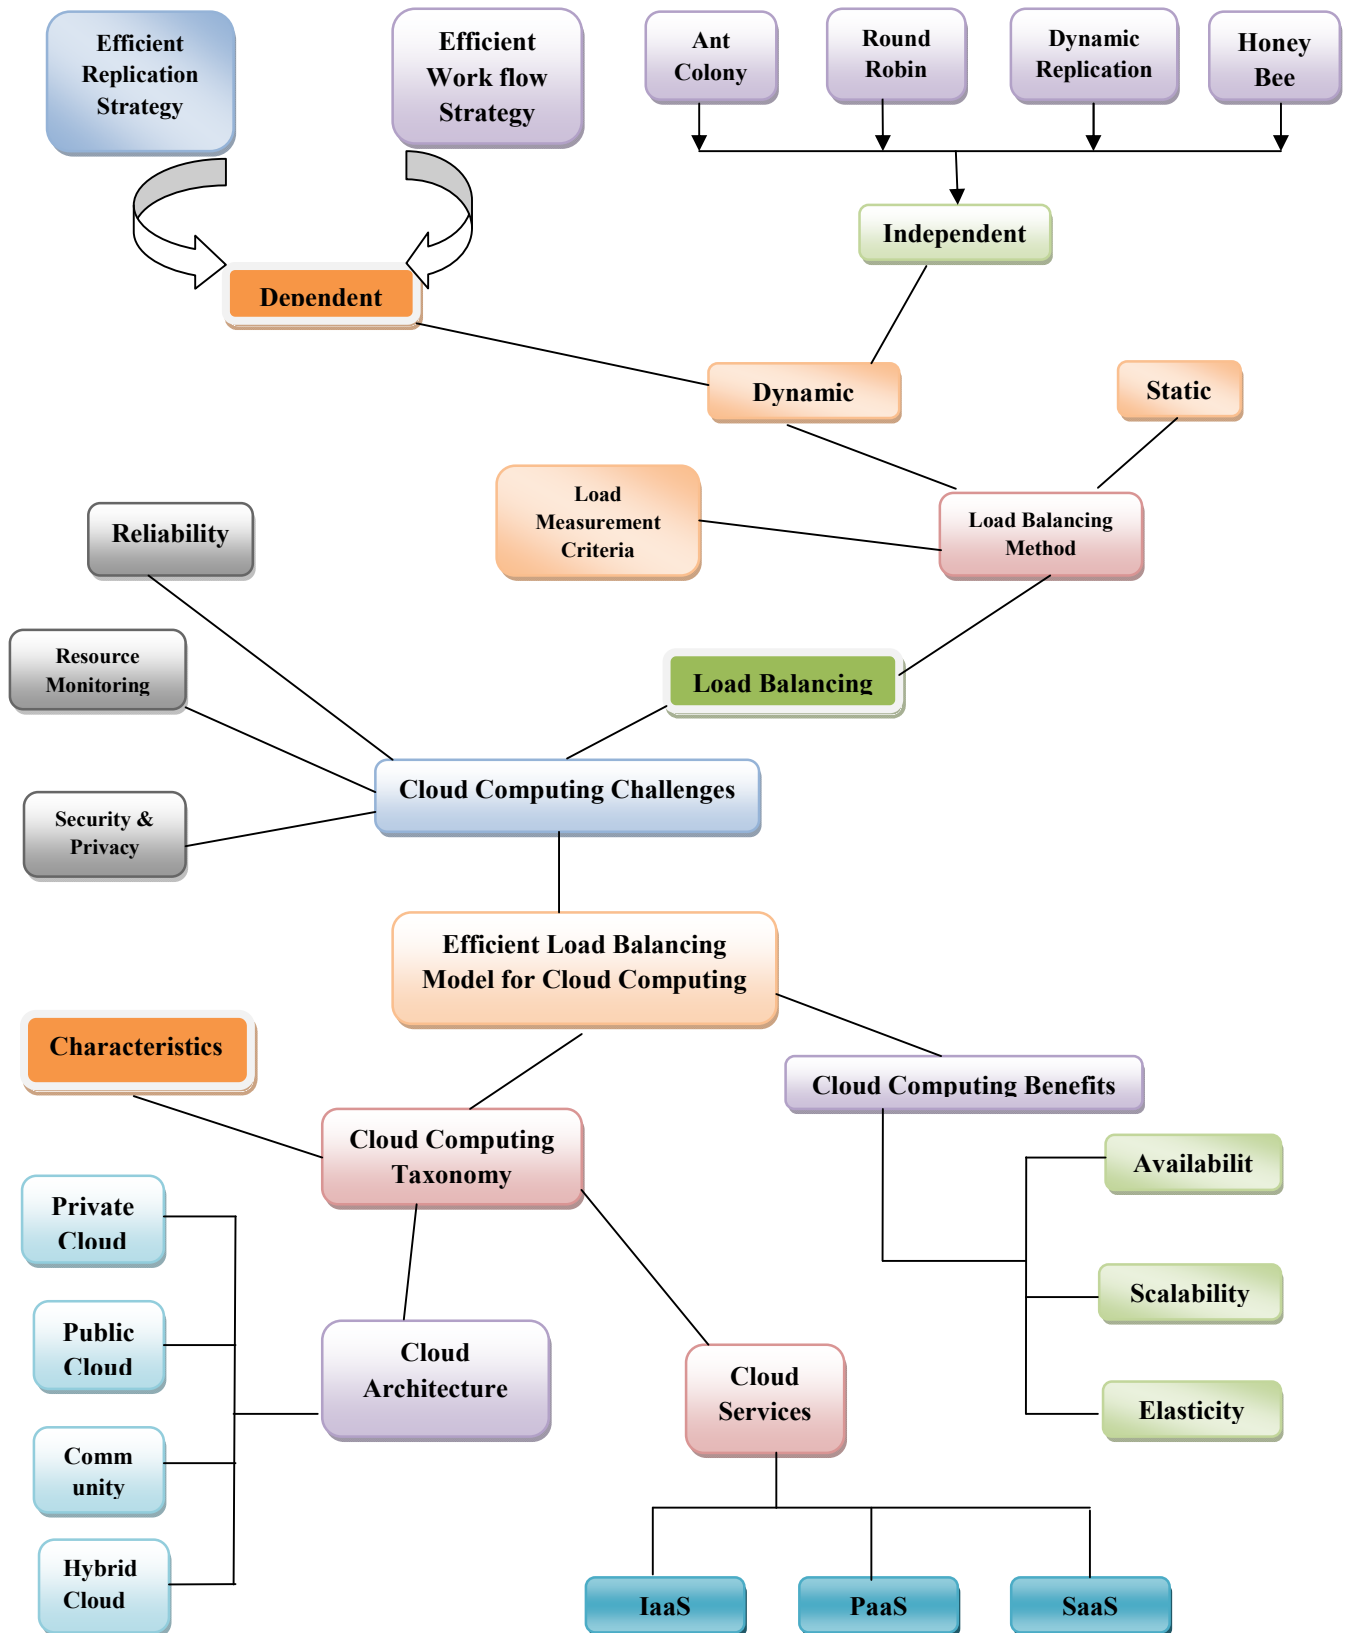 Efficient
Replication
Strategy
Efficient
Work flow
Strategy
Ant
Colony
Round
Robin
Dynamic
Replication
Honey
Bee
Independent
Dependent
Dynamic
Static
Load
Measurement
Criteria
Load Balancing
Method
Reliability
Resource
Monitoring
Load Balancing
Security &
Privacy
Cloud Computing Challenges
Efficient Load Balancing
Model for Cloud Computing
Characteristics
Cloud Computing Benefits
Cloud Computing
Taxonomy
Availabilit
Scalability
Elasticity
Private
Cloud
Public
Cloud
Comm
unity
Hybrid
Cloud
Cloud
Architecture
Cloud
Services
IaaS
PaaS
SaaS